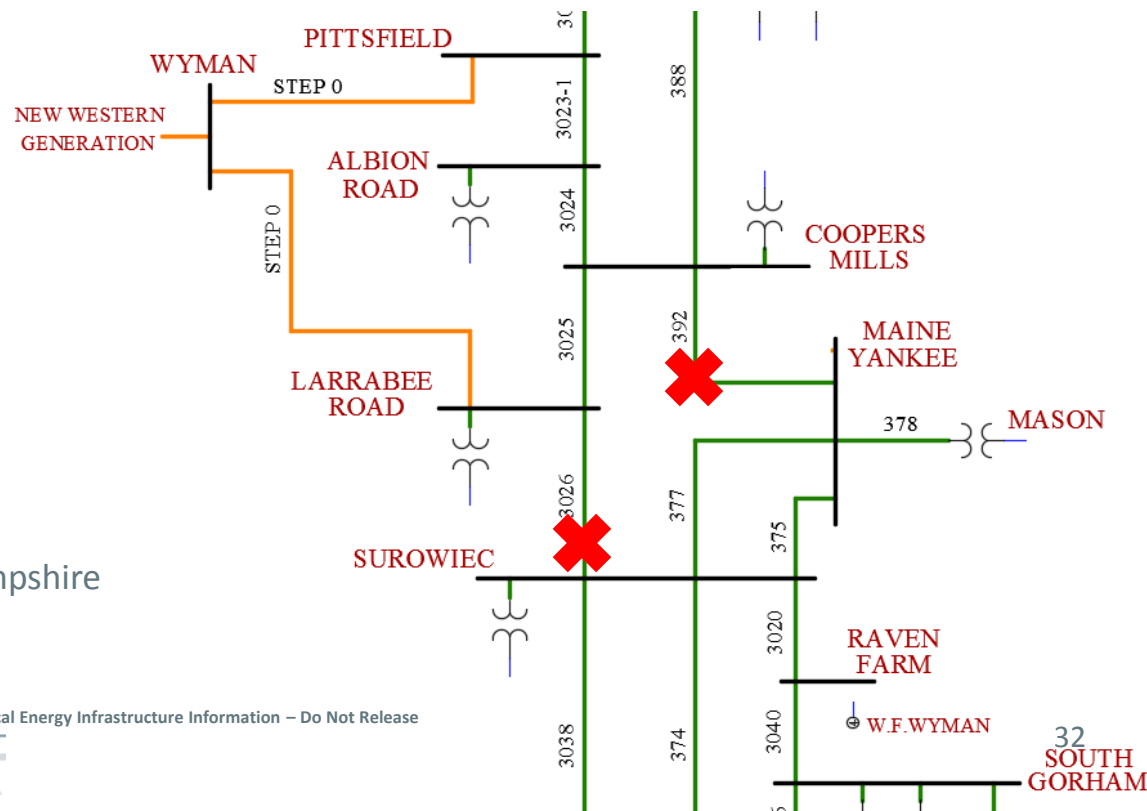 PITTSFIELD
WYMAN
STEP 0
NEW WESTERN
GENERATION
3023-1
388
ALBION
ROAD
3024
COOPERS
MILLS
STEP 0
3025
392
MAINE
YANKEE
LARRABEE
ROAD
378
MASON
3026
377
375
SUROWIEC
npshire
3020
RAVEN
FARM
cal Energy Infrastructure Information – Do Not Release
W.F.WYMAN
3038
374
3040
32
SOUTH
GORHAM